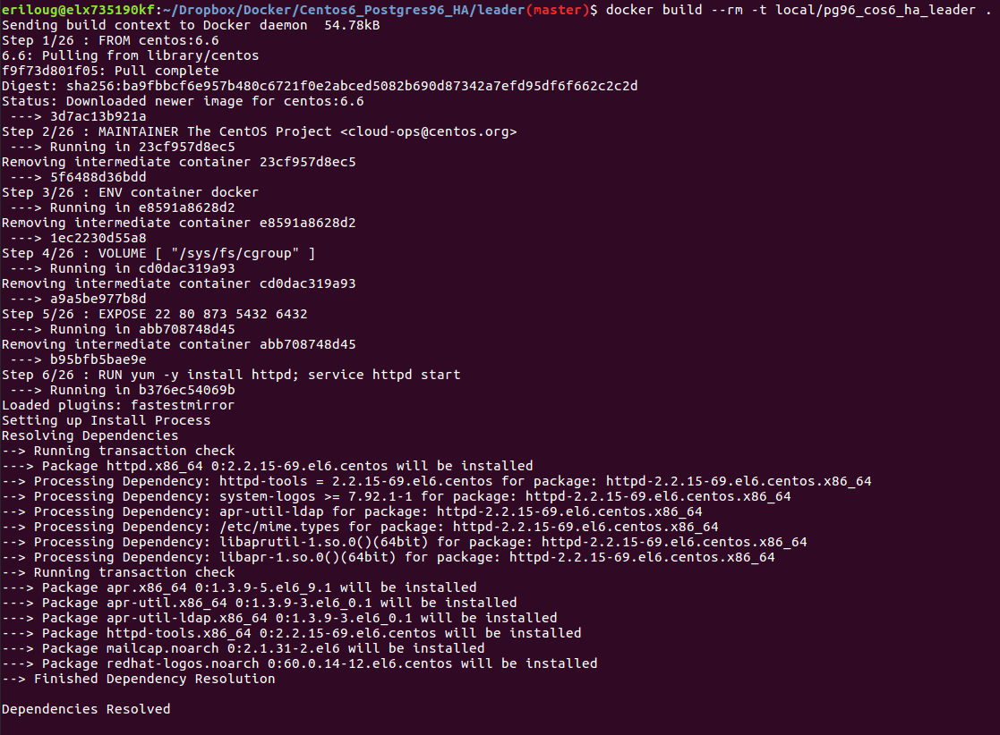 eriloug@elx735190kf:~/Dropbox/Docker/Centos6_Postgres96_HA/leader(master)$ docker build --rm -t local/pg96_cos6_ha_leader .
Sending build context to Docker daemon  54.78kB
Step 1/26 : FROM centos:6.6
6.6: Pulling from library/centos
f9f73d801f05: Pull complete
Digest: sha256:ba9fbbcf6e957b480c6721f0e2abced5082b690d87342a7efd95df6f662c2c2d
Status: Downloaded newer image for centos:6.6
 ---> 3d7ac13b921a
Step 2/26 : MAINTAINER The CentOS Project <cloud-ops@centos.org>
 ---> Running in 23cf957d8ec5
Removing intermediate container 23cf957d8ec5
 ---> 5f6488d36bdd
Step 3/26 : ENV container docker
 ---> Running in e8591a8628d2
Removing intermediate container e8591a8628d2
 ---> 1ec2230d55a8
Step 4/26 : VOLUME [ "/sys/fs/cgroup" ]
 ---> Running in cd0dac319a93
Removing intermediate container cd0dac319a93
 ---> a9a5be977b8d
Step 5/26 : EXPOSE 22 80 873 5432 6432
 ---> Running in abb708748d45
Removing intermediate container abb708748d45
 ---> b95bfb5bae9e
Step 6/26 : RUN yum -y install httpd; service httpd start
 ---> Running in b376ec54069b
Loaded plugins: fastestmirror
Setting up Install Process
Resolving Dependencies
--> Running transaction check
---> Package httpd.x86_64 0:2.2.15-69.el6.centos will be installed
--> Processing Dependency: httpd-tools = 2.2.15-69.el6.centos for package: httpd-2.2.15-69.el6.centos.x86_64
--> Processing Dependency: system-logos >= 7.92.1-1 for package: httpd-2.2.15-69.el6.centos.x86_64
--> Processing Dependency: apr-util-ldap for package: httpd-2.2.15-69.el6.centos.x86_64
--> Processing Dependency: /etc/mime.types for package: httpd-2.2.15-69.el6.centos.x86_64
--> Processing Dependency: libaprutil-1.so.0()(64bit) for package: httpd-2.2.15-69.el6.centos.x86_64
--> Processing Dependency: libapr-1.so.0()(64bit) for package: httpd-2.2.15-69.el6.centos.x86_64
--> Running transaction check
---> Package apr.x86_64 0:1.3.9-5.el6_9.1 will be installed
---> Package apr-util.x86_64 0:1.3.9-3.el6_0.1 will be installed
---> Package apr-util-ldap.x86_64 0:1.3.9-3.el6_0.1 will be installed
---> Package httpd-tools.x86_64 0:2.2.15-69.el6.centos will be installed
---> Package mailcap.noarch 0:2.1.31-2.el6 will be installed
---> Package redhat-logos.noarch 0:60.0.14-12.el6.centos will be installed
--> Finished Dependency Resolution

Dependencies Resolved